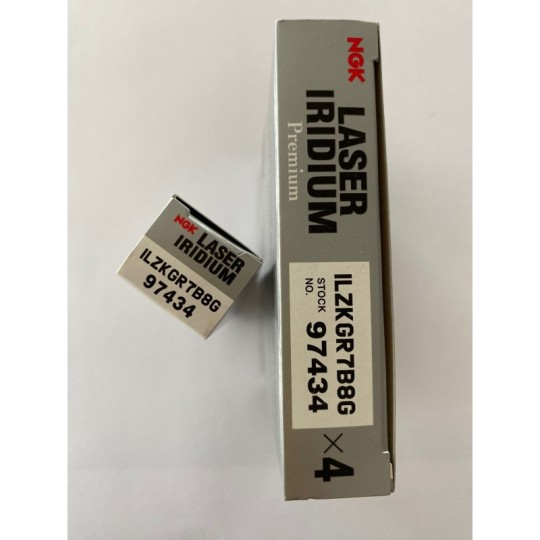 NGK
LASER
IRIDIUM
ILZKGR7B8G
97434
NGK
LASER
IRIDIUM
Premium
ILZKGR7B8G
STOCK
NO.
97434
×4